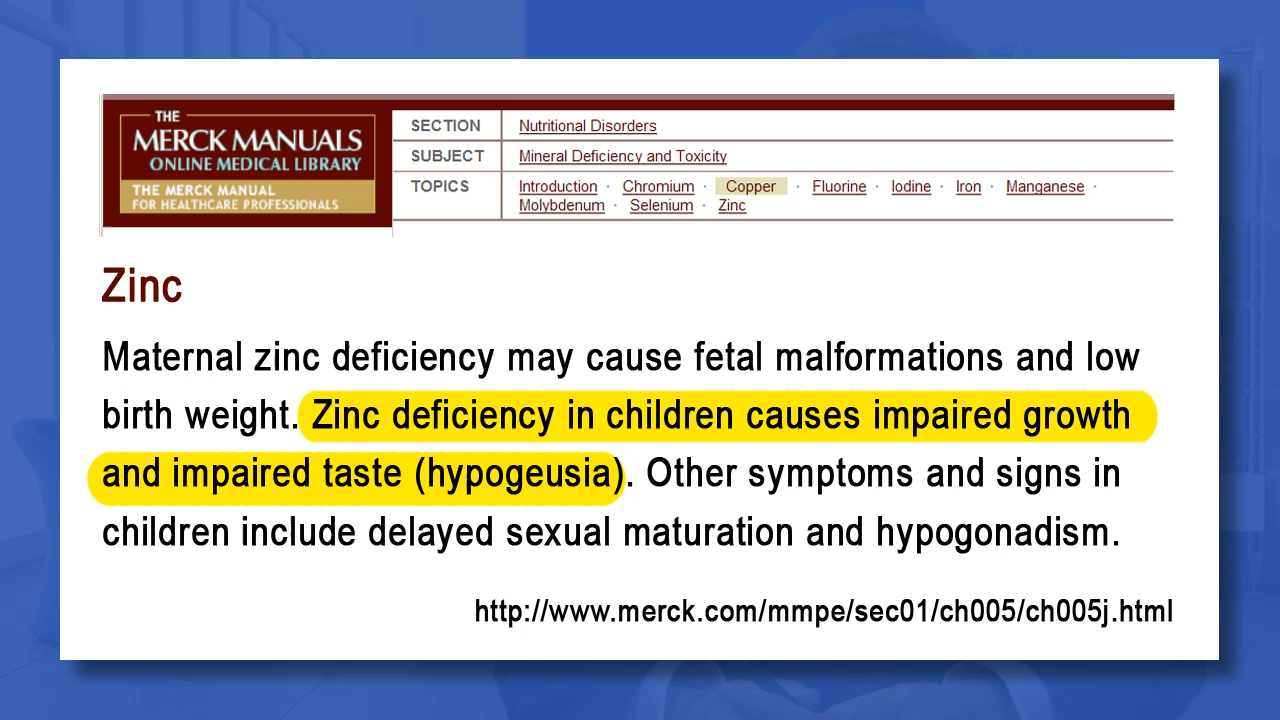 THE
MERCK MANUALS
ONLINE MEDICAL LIBRARY
THE MERCK MANUAL
FOR HEALTHCARE PROFESSIONALS
SECTION Nutritional Disorders
SUBJECT Mineral Deficiency and Toxicity
TOPICS Introduction · Chromium · Copper · Fluorine · Iodine · Iron · Manganese ·
Molybdenum · Selenium · Zinc
Zinc
Maternal zinc deficiency may cause fetal malformations and low
birth weight. Zinc deficiency in children causes impaired growth
and impaired taste (hypogeusia). Other symptoms and signs in
children include delayed sexual maturation and hypogonadism.
http://www.merck.com/mmpe/sec01/ch005/ch005j.html